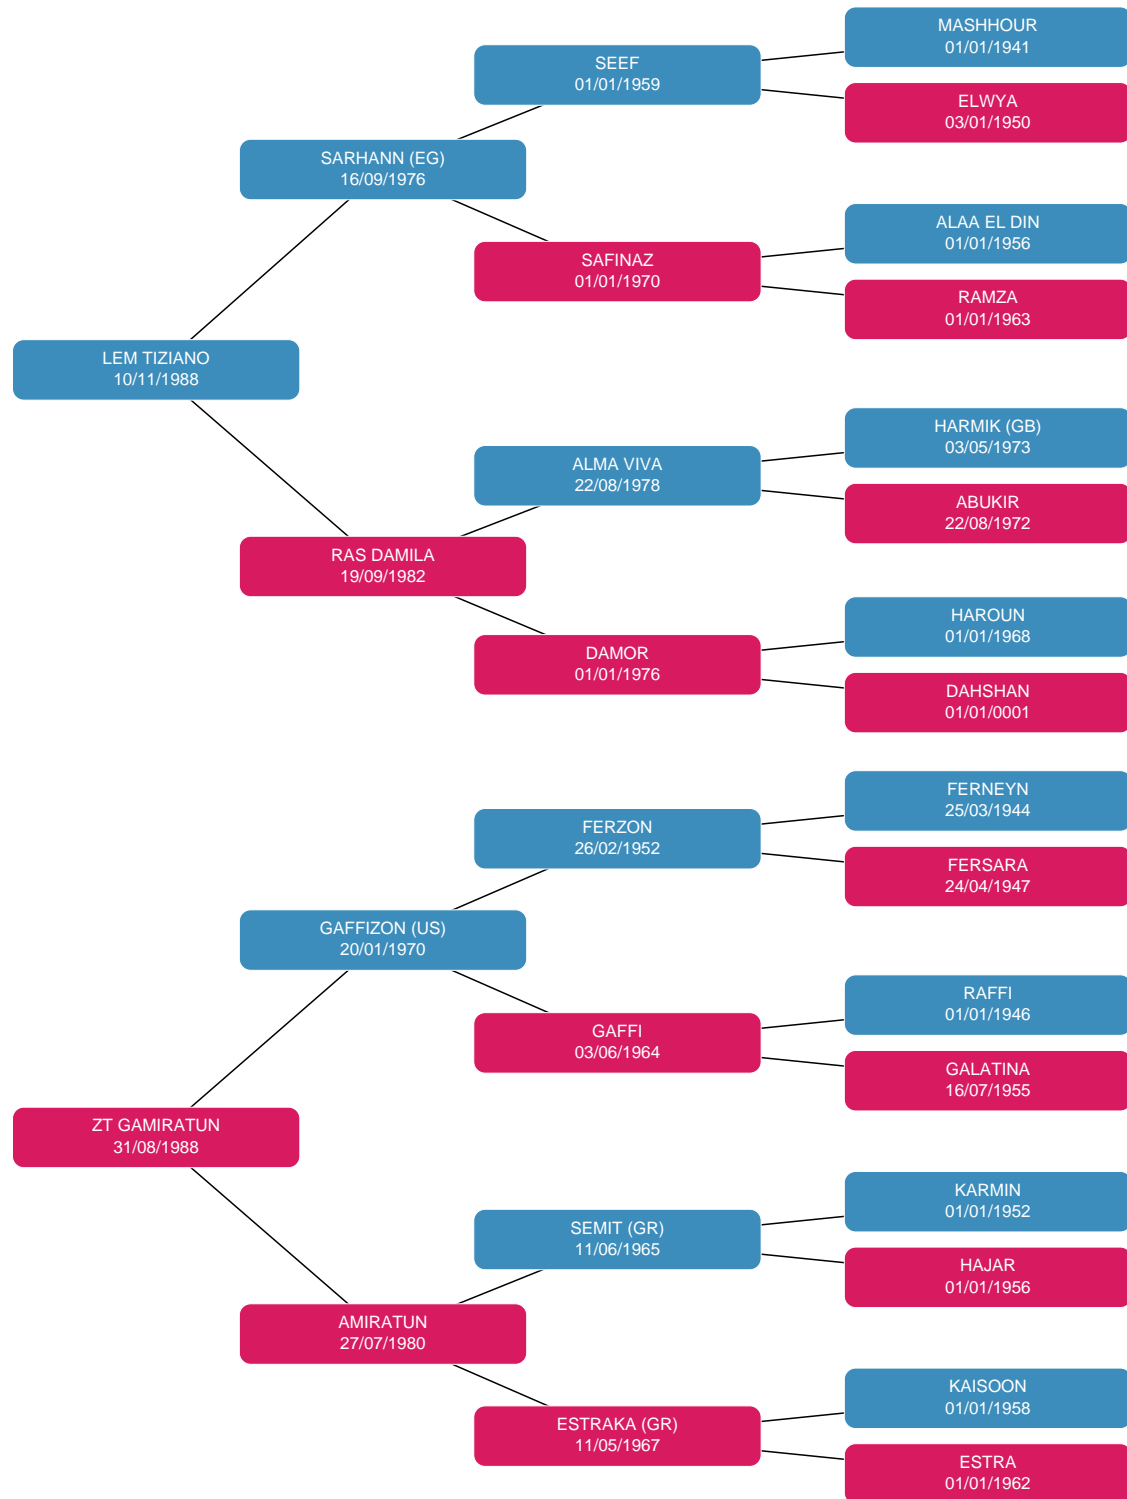 MASHHOUR
01/01/1941
SEEF
01/01/1959
ELWYA
03/01/1950
SARHANN (EG)
16/09/1976
ALAA EL DIN
01/01/1956
SAFINAZ
01/01/1970
RAMZA
01/01/1963
LEM TIZIANO
10/11/1988
HARMIK (GB)
03/05/1973
ALMA VIVA
22/08/1978
ABUKIR
22/08/1972
RAS DAMILA
19/09/1982
HAROUN
01/01/1968
DAMOR
01/01/1976
DAHSHAN
01/01/0001
FERNEYN
25/03/1944
FERZON
26/02/1952
FERSARA
24/04/1947
GAFFIZON (US)
20/01/1970
RAFFI
01/01/1946
GAFFI
03/06/1964
GALATINA
16/07/1955
ZT GAMIRATUN
31/08/1988
KARMIN
01/01/1952
SEMIT (GR)
11/06/1965
HAJAR
01/01/1956
AMIRATUN
27/07/1980
KAISOON
01/01/1958
ESTRAKA (GR)
11/05/1967
ESTRA
01/01/1962